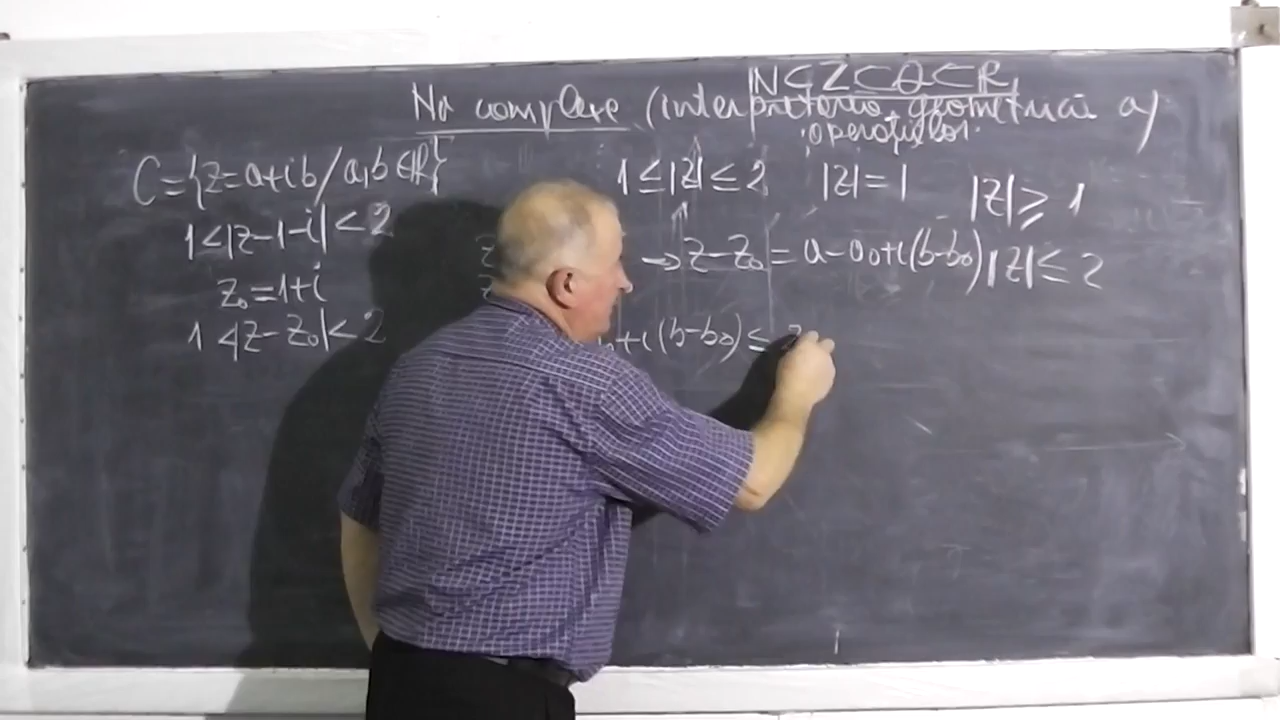 N⊂Z⊂Q⊂R
Nr complexe (interpretarea geometrică a)
operațiilor.
C={z=a+ib/a,b∈R}
1≤|z|≤2 |z|=1 |z|≥1
1<|z-1-i|<2
→z-z₀=a-a₀+i(b-b₀) |z|≤2
z₀=1+i
1<|z-z₀|<2
+i(b-b₀)≤2